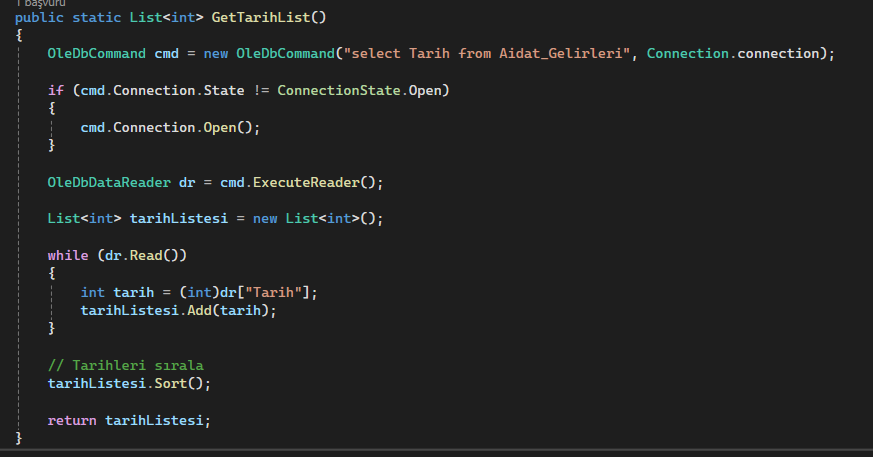 1 başvuru
public static List<int> GetTarihList()
{
OleDbCommand cmd = new OleDbCommand("select Tarih from Aidat_Gelirleri", Connection.connection);
if (cmd.Connection.State != ConnectionState.Open)
{
cmd.Connection.Open();
}
OleDbDataReader dr = cmd.ExecuteReader();
List<int> tarihListesi = new List<int>();
while (dr.Read())
{
int tarih = (int)dr["Tarih"];
tarihListesi.Add(tarih);
}
// Tarihleri sırala
tarihListesi.Sort();
return tarihListesi;
}